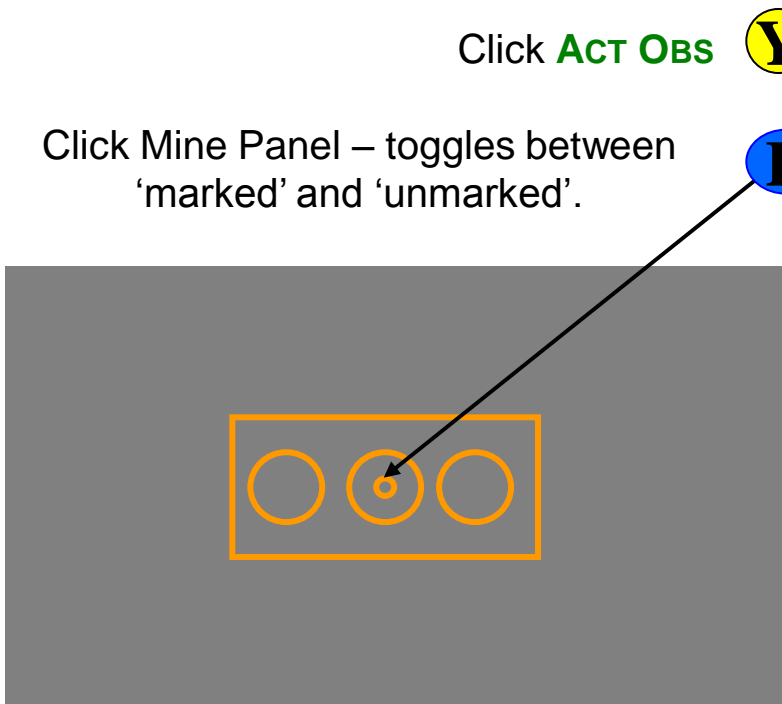 Click ACT OBS Y
Click Mine Panel – toggles between
‘marked’ and ‘unmarked’.